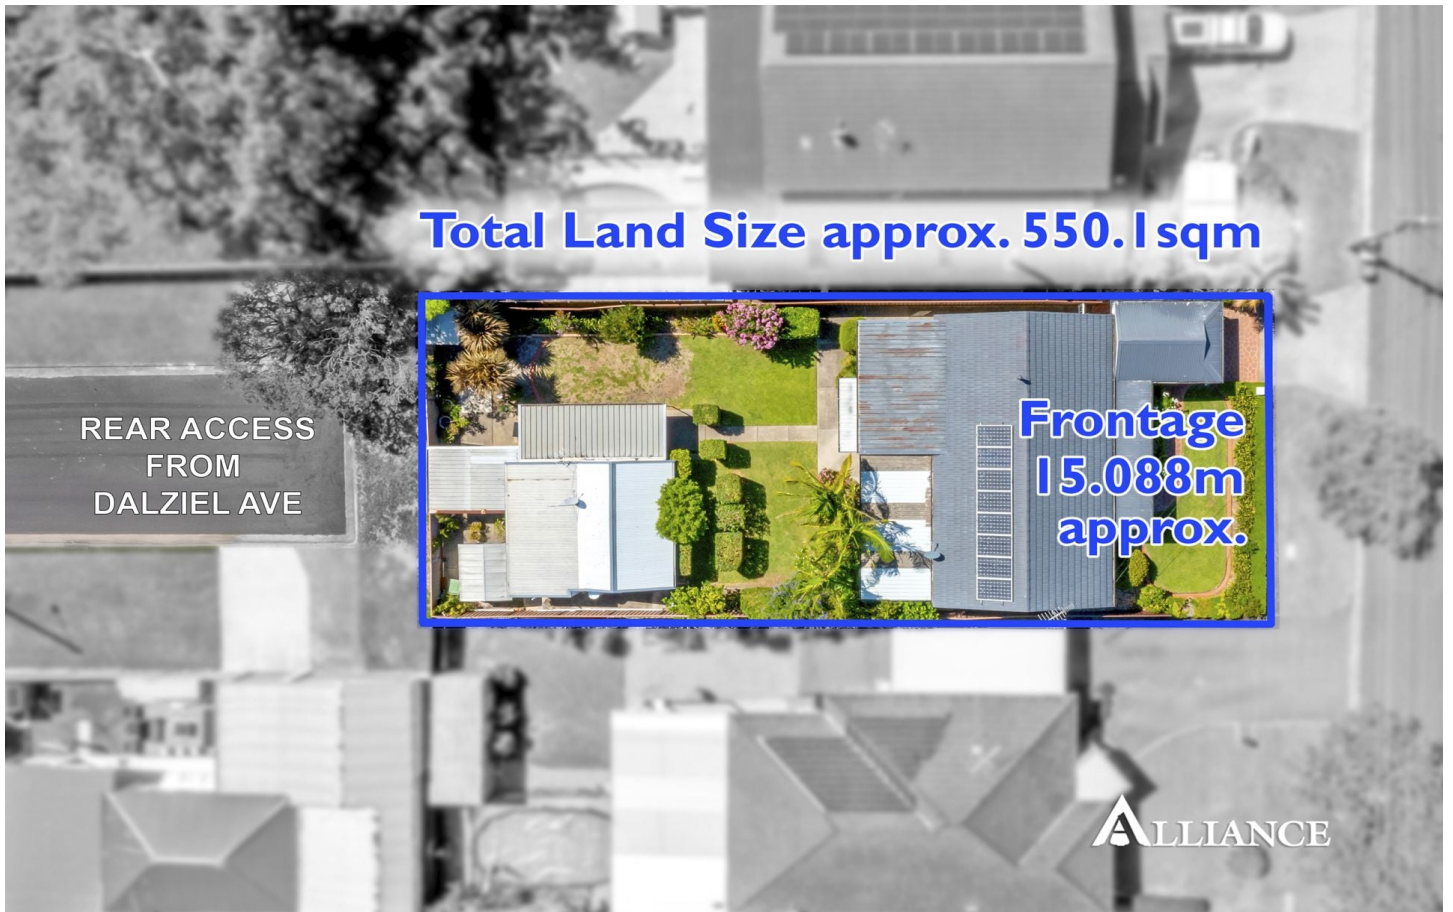 Total Land Size approx. 550.1sqm
REAR ACCESS
FROM
DALZIEL AVE
Frontage
15.088m
approx.
ALLIANCE